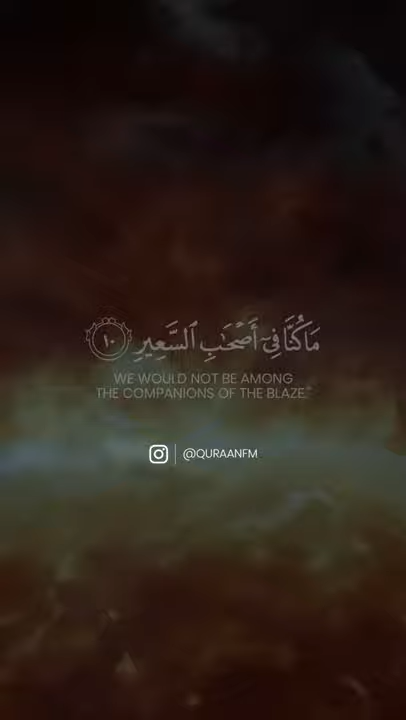 مَا كُنَّا فِىٓ أَصْحَٰبِ ٱلسَّعِيرِ ١٠
WE WOULD NOT BE AMONG
THE COMPANIONS OF THE BLAZE."
@QURAANFM